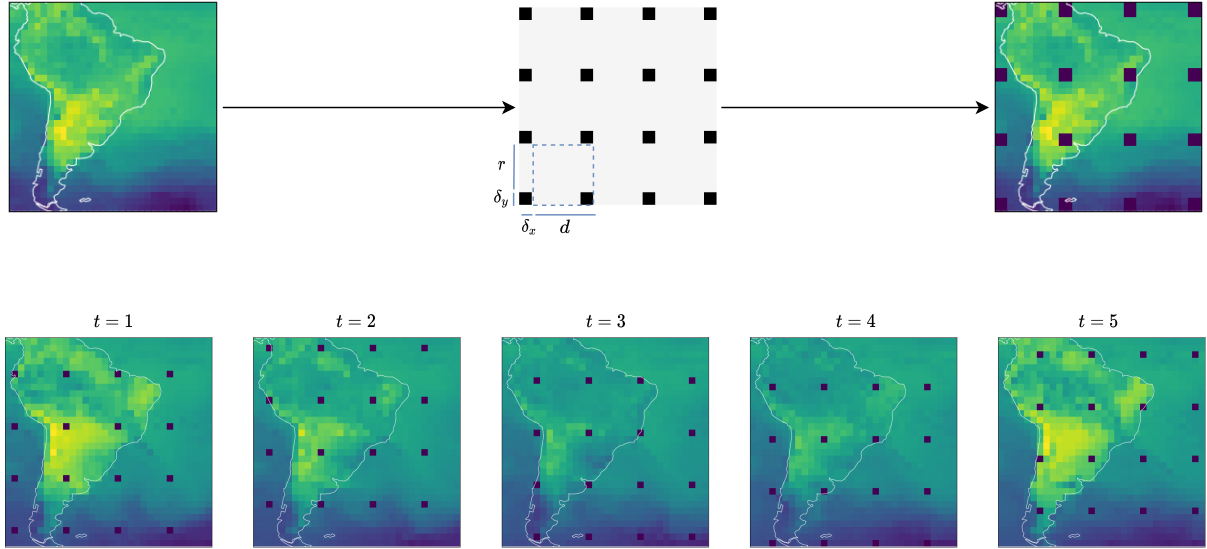 r
δy
δx d
t = 1 t = 2 t = 3 t = 4 t = 5